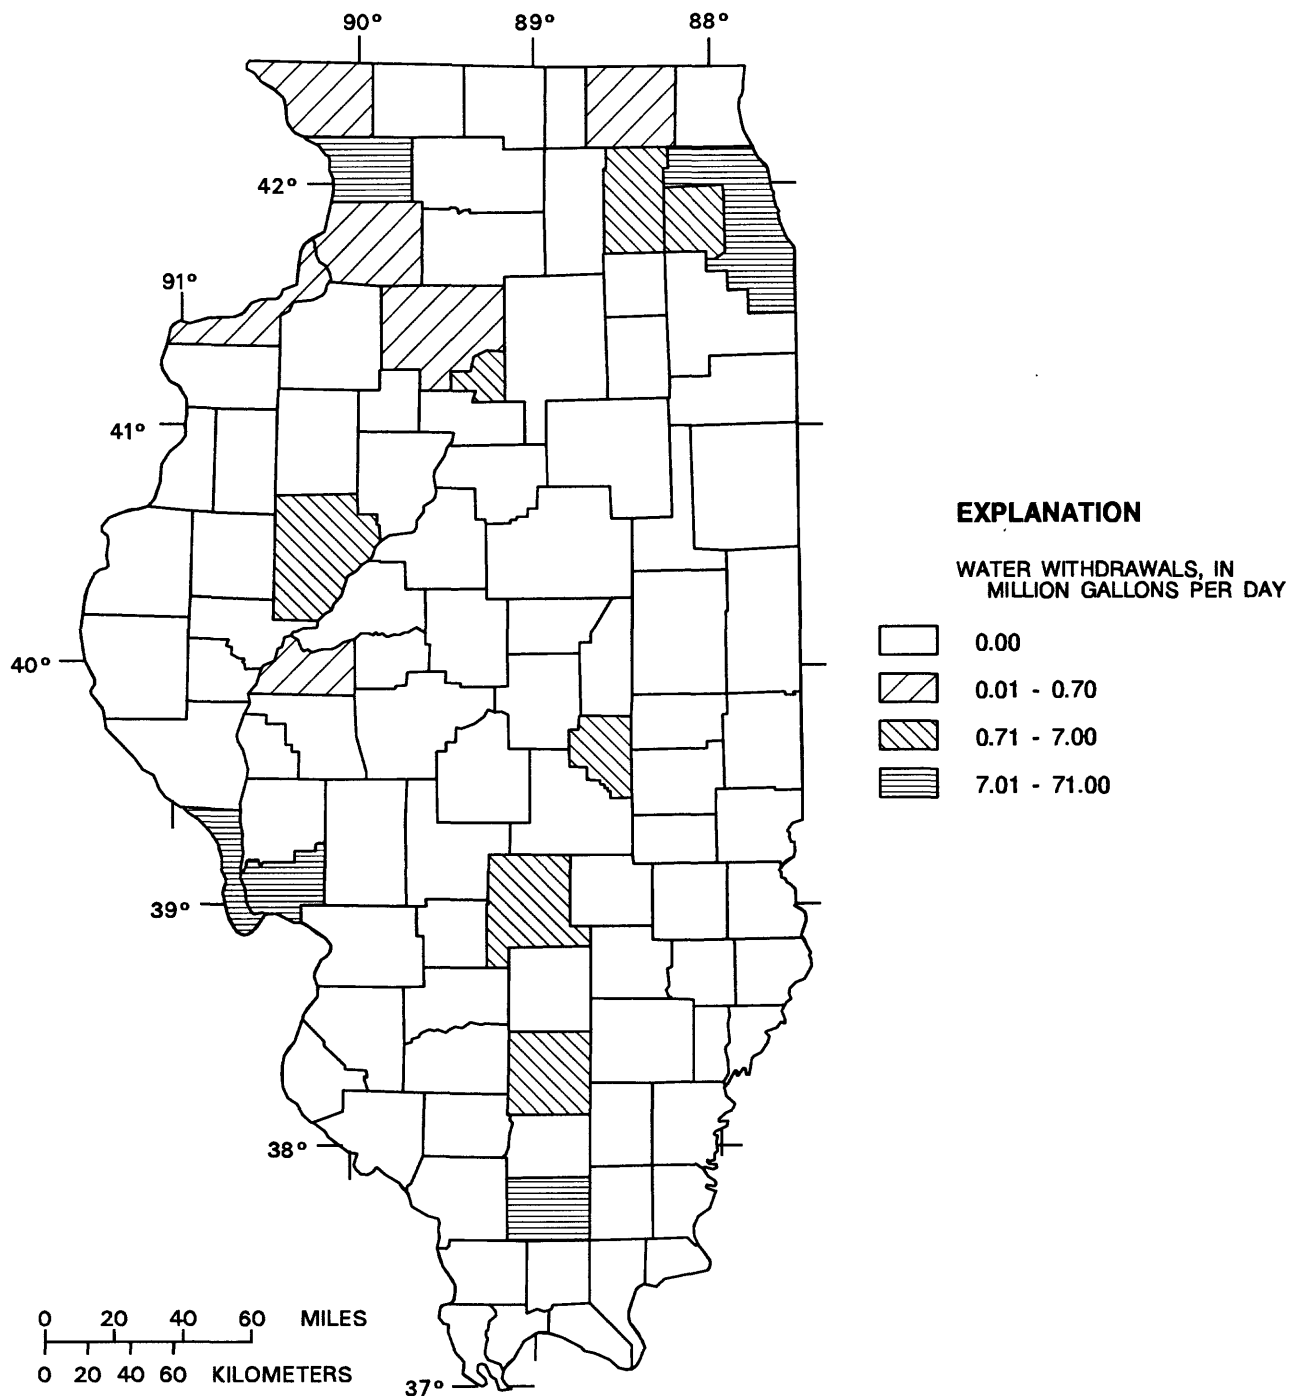 90° 89° 88°
42°
91°
41°
EXPLANATION
WATER WITHDRAWALS, IN
MILLION GALLONS PER DAY
0.00
40°
0.01 - 0.70
0.71 - 7.00
7.01 - 71.00
39°
38°
0 20 40 60 MILES
0 20 40 60 KILOMETERS
37°